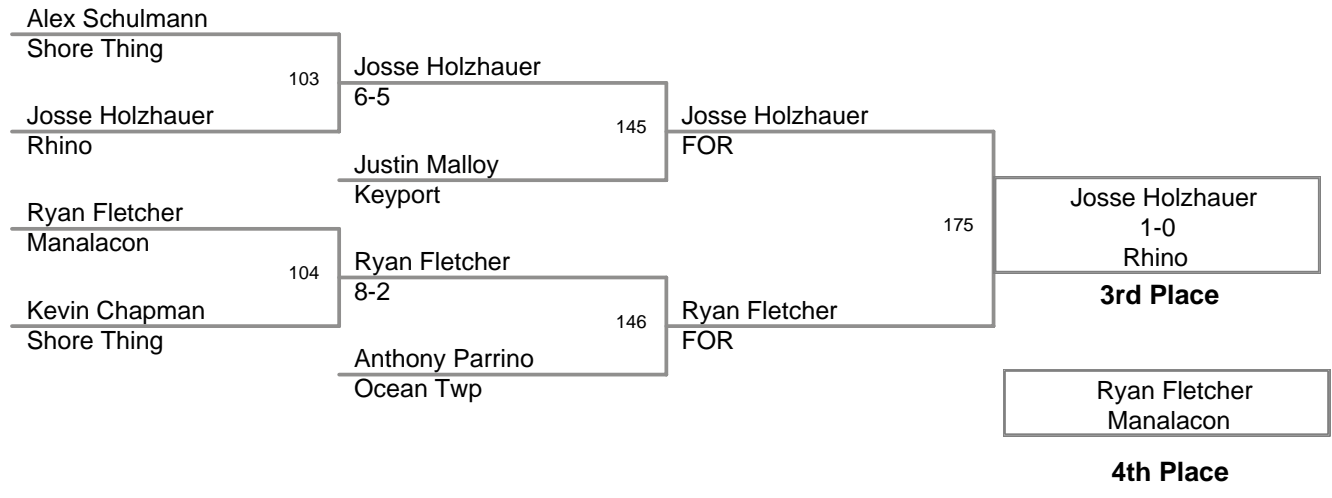 Alex Schulmann
Shore Thing
103
Josse Holzhauer
6-5
Josse Holzhauer
Rhino
145
Josse Holzhauer
FOR
Justin Malloy
Keyport
Ryan Fletcher
Manalacon
175
Josse Holzhauer
1-0
Rhino
3rd Place
104
Ryan Fletcher
8-2
Kevin Chapman
Shore Thing
146
Ryan Fletcher
FOR
Anthony Parrino
Ocean Twp
Ryan Fletcher
Manalacon
4th Place